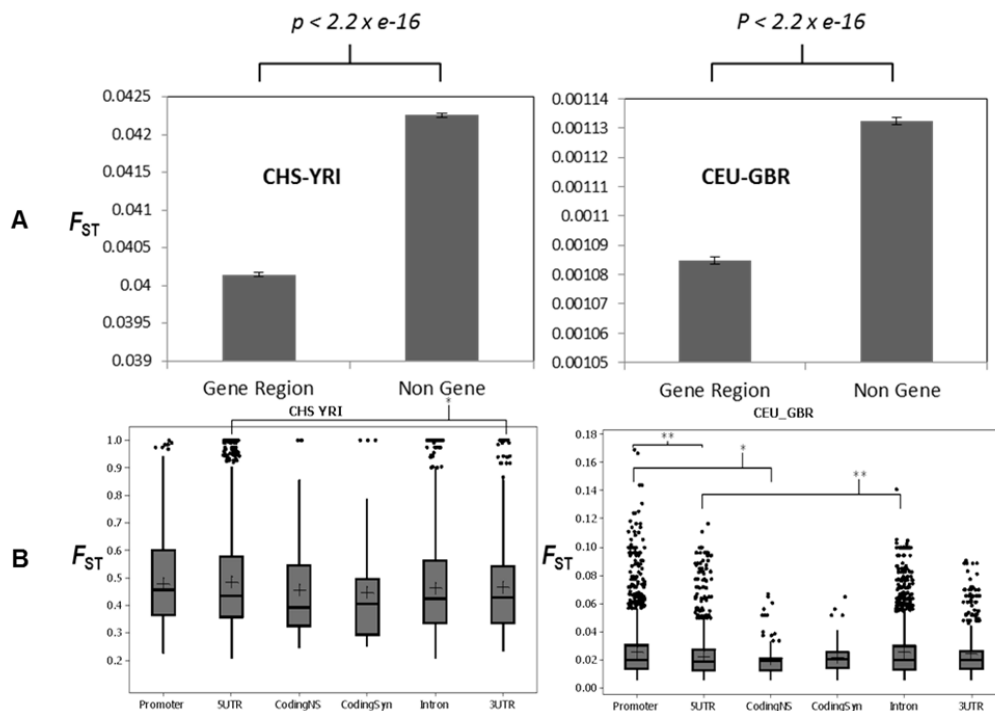 p < 2.2 x e-16
P < 2.2 x e-16
A
FST
0.0425
0.042
0.0415
0.041
0.0405
0.04
0.0395
0.039
CHS-YRI
Gene Region
Non Gene
0.00114
0.00113
0.00112
0.00111
0.0011
0.00109
0.00108
0.00107
0.00106
0.00105
CEU-GBR
Gene Region
Non Gene
B
FST
CHS YRI
*
1.0
0.9
0.8
0.7
0.6
0.5
0.4
0.3
0.2
Promoter
5UTR
CodingNS
CodingSyn
Intron
3UTR
FST
CEU_GBR
**
*
**
0.18
0.16
0.14
0.12
0.10
0.08
0.06
0.04
0.02
0.00
Promoter
5UTR
CodingNS
CodingSyn
Intron
3UTR